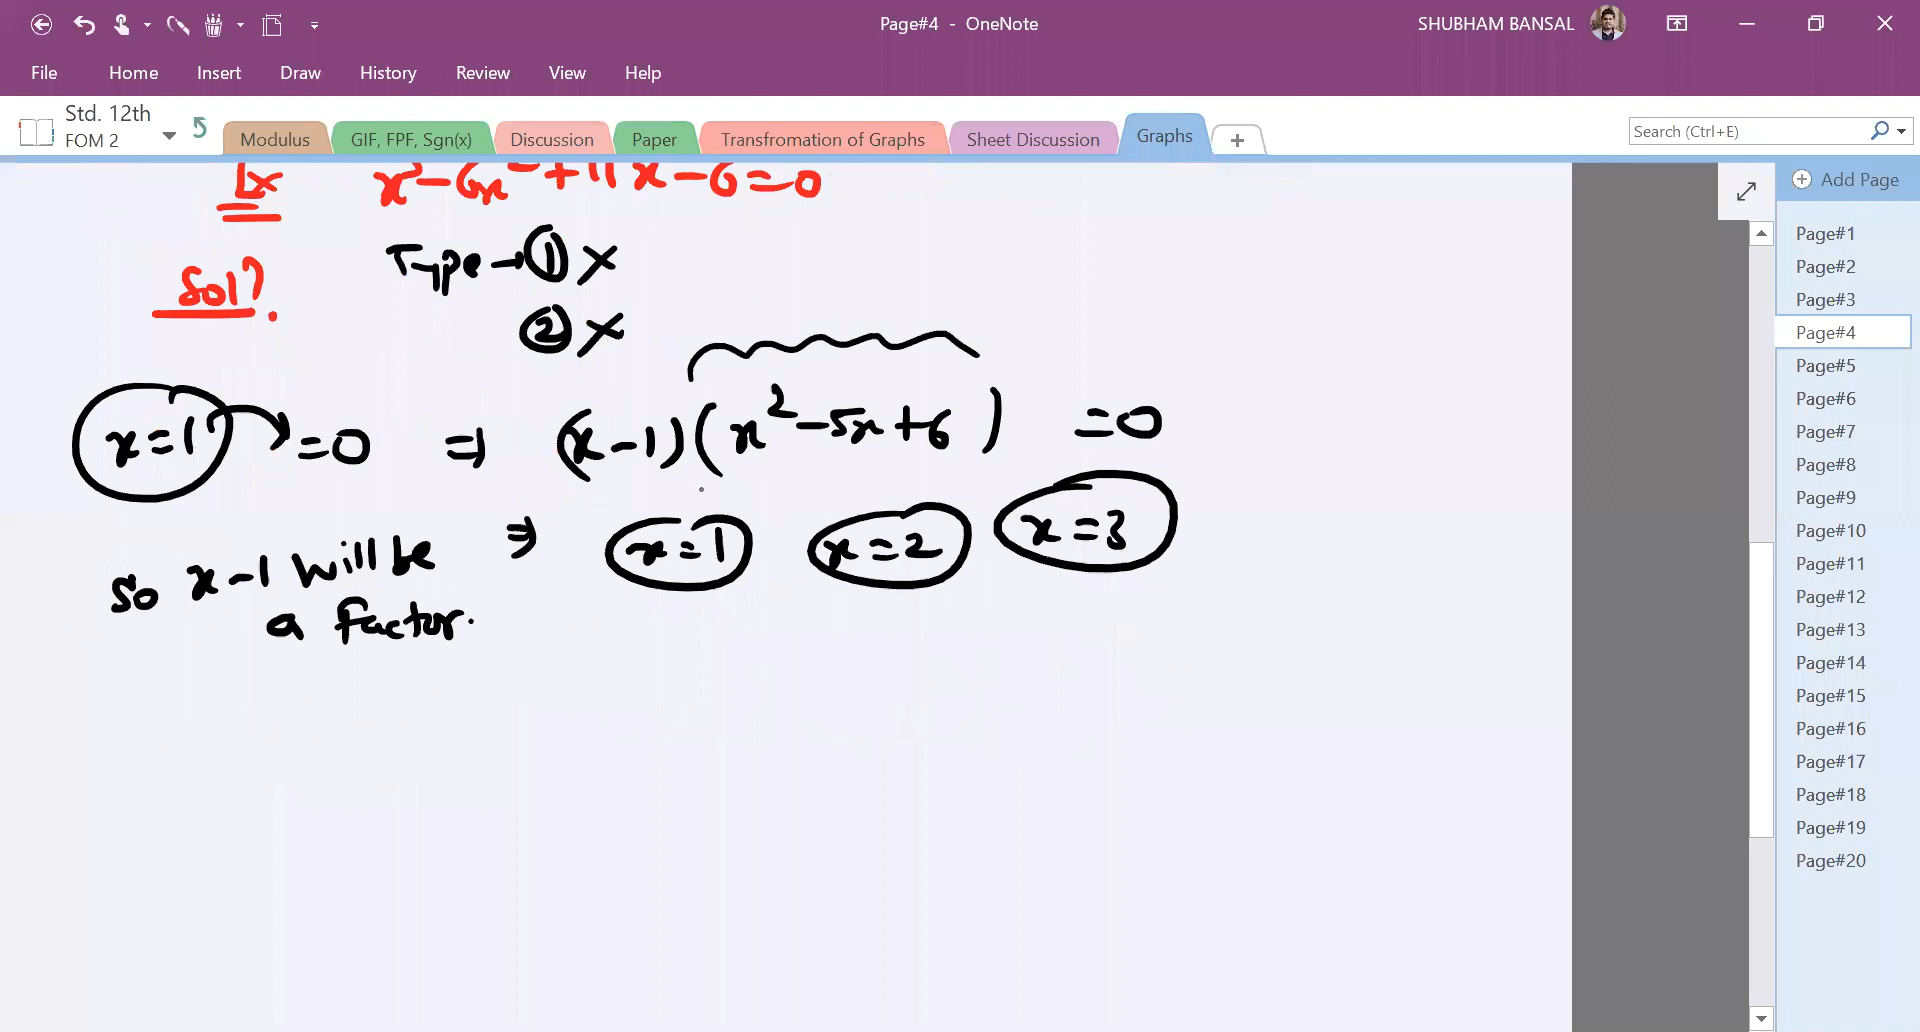 Page#4 - OneNote
SHUBHAM BANSAL
File Home Insert Draw History Review View Help
Std. 12th
FOM 2
Modulus GIF, FPF, Sgn(x) Discussion Paper Transfromation of Graphs Sheet Discussion Graphs +
Search (Ctrl+E)
Add Page
Ex x³-6x²+11x-6=0
Type → ① ×
Solⁿ.
② ×
x=1 =0 ⇒ (x-1)(x²-5x+6) =0
⇒ x=1 x=2 x=3
So x-1 will be
a factor.
Page#1
Page#2
Page#3
Page#4
Page#5
Page#6
Page#7
Page#8
Page#9
Page#10
Page#11
Page#12
Page#13
Page#14
Page#15
Page#16
Page#17
Page#18
Page#19
Page#20